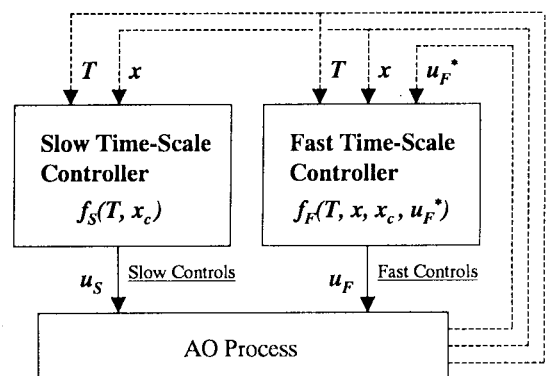 T x T x u_F*
Slow Time-Scale
Controller
f_S(T, x_c)
Fast Time-Scale
Controller
f_F(T, x, x_c, u_F*)
u_S Slow Controls
u_F Fast Controls
AO Process